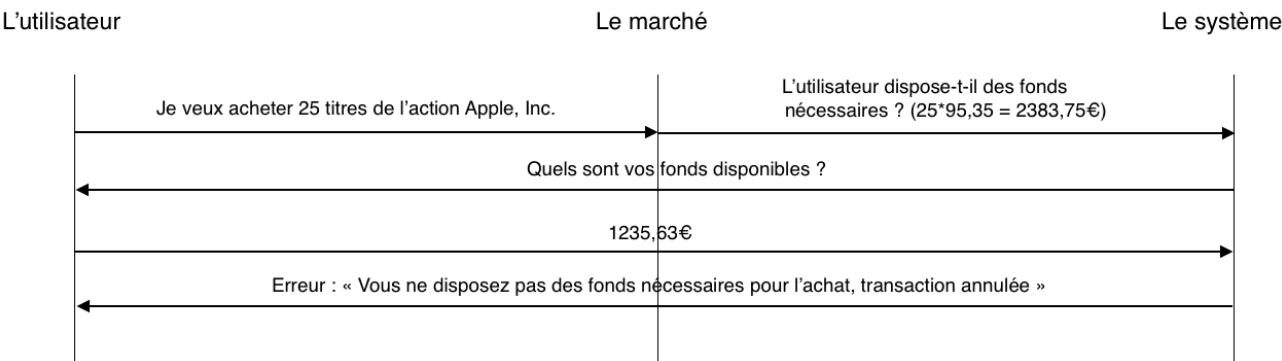 L’utilisateur
Le marché
Le système
Je veux acheter 25 titres de l’action Apple, Inc.
L’utilisateur dispose-t-il des fonds
nécessaires ? (25*95,35 = 2383,75€)
Quels sont vos fonds disponibles ?
1235,63€
Erreur : « Vous ne disposez pas des fonds nécessaires pour l’achat, transaction annulée »